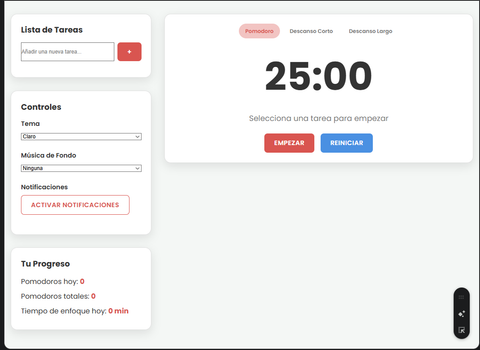 Lista de Tareas
Añadir una nueva tarea...
+
Controles
Tema
Claro
Música de Fondo
Ninguna
Notificaciones
ACTIVAR NOTIFICACIONES
Tu Progreso
Pomodoros hoy: 0
Pomodoros totales: 0
Tiempo de enfoque hoy: 0 min
Pomodoro Descanso Corto Descanso Largo
25:00
Selecciona una tarea para empezar
EMPEZAR REINICIAR